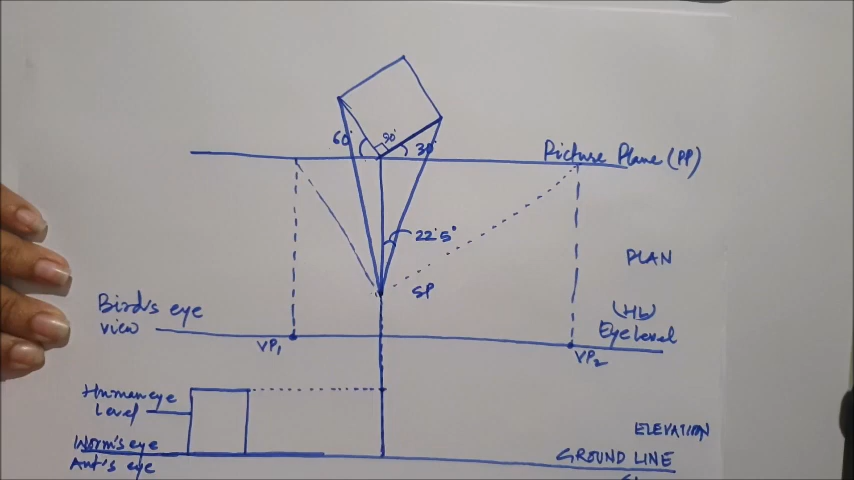 60°
90°
30°
Picture Plane (PP)
22.5°
PLAN
SP
Bird's eye
view
(HL)
Eye Level
VP1
VP2
Human eye
Level
ELEVATION
Worm's eye
Ant's eye
GROUND LINE